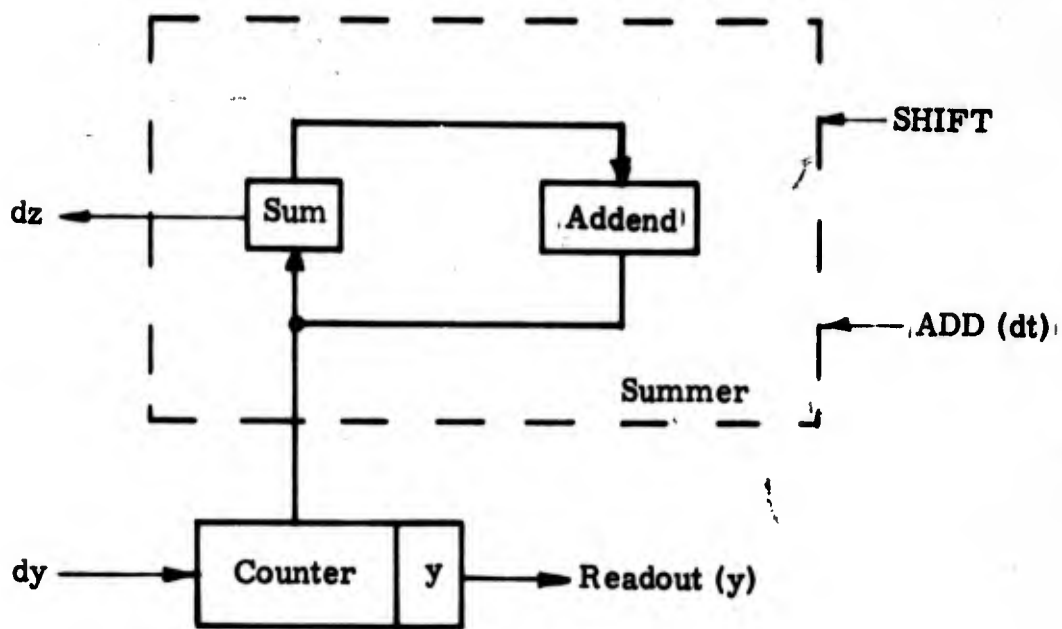 SHIFT
dz
Sum
Addend
ADD (dt)
Summer
dy
Counter
y
Readout (y)